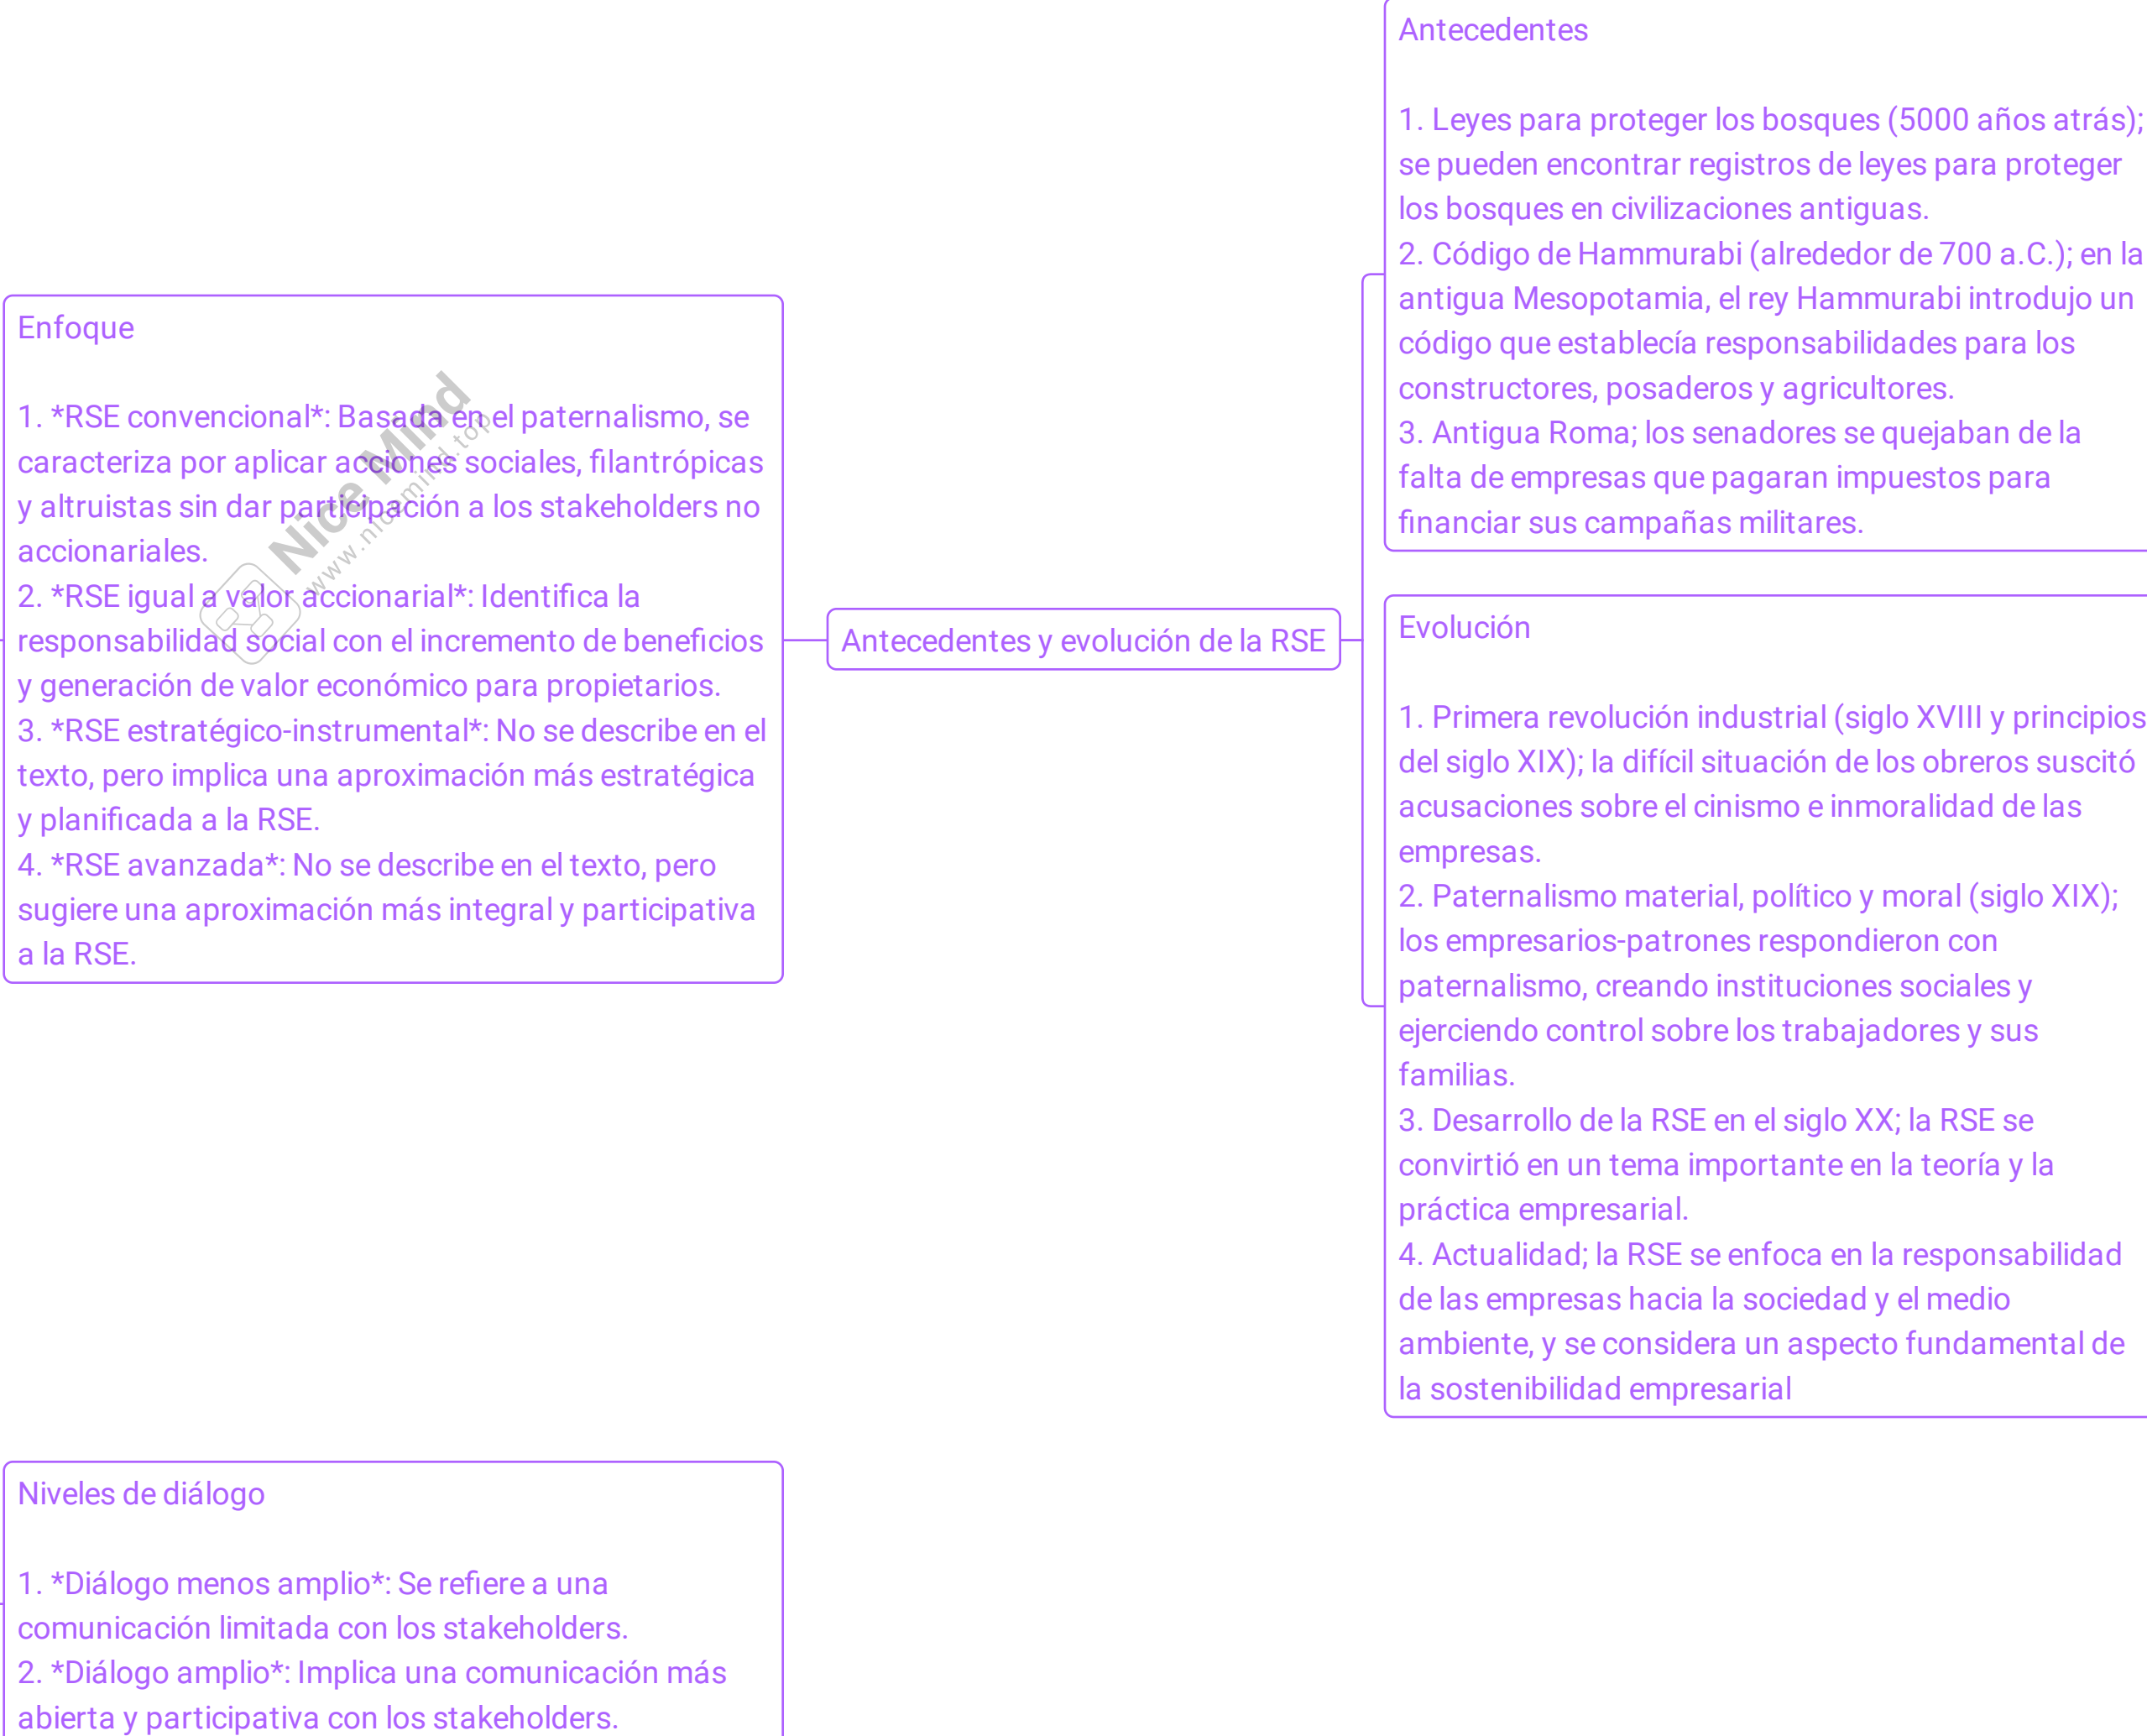 Enfoque
1. *RSE convencional*: Basada en el paternalismo, se
caracteriza por aplicar acciones sociales, filantrópicas
y altruistas sin dar participación a los stakeholders no
accionariales.
2. *RSE igual a valor accionarial*: Identifica la
responsabilidad social con el incremento de beneficios
y generación de valor económico para propietarios.
3. *RSE estratégico-instrumental*: No se describe en el
texto, pero implica una aproximación más estratégica
y planificada a la RSE.
4. *RSE avanzada*: No se describe en el texto, pero
sugiere una aproximación más integral y participativa
a la RSE.
Nice Mind
www.nicemind.top
Niveles de diálogo
1. *Diálogo menos amplio*: Se refiere a una
comunicación limitada con los stakeholders.
2. *Diálogo amplio*: Implica una comunicación más
abierta y participativa con los stakeholders.
Antecedentes y evolución de la RSE
Antecedentes
1. Leyes para proteger los bosques (5000 años atrás);
se pueden encontrar registros de leyes para proteger
los bosques en civilizaciones antiguas.
2. Código de Hammurabi (alrededor de 700 a.C.); en la
antigua Mesopotamia, el rey Hammurabi introdujo un
código que establecía responsabilidades para los
constructores, posaderos y agricultores.
3. Antigua Roma; los senadores se quejaban de la
falta de empresas que pagaran impuestos para
financiar sus campañas militares.
Evolución
1. Primera revolución industrial (siglo XVIII y principios
del siglo XIX); la difícil situación de los obreros suscitó
acusaciones sobre el cinismo e inmoralidad de las
empresas.
2. Paternalismo material, político y moral (siglo XIX);
los empresarios-patrones respondieron con
paternalismo, creando instituciones sociales y
ejerciendo control sobre los trabajadores y sus
familias.
3. Desarrollo de la RSE en el siglo XX; la RSE se
convirtió en un tema importante en la teoría y la
práctica empresarial.
4. Actualidad; la RSE se enfoca en la responsabilidad
de las empresas hacia la sociedad y el medio
ambiente, y se considera un aspecto fundamental de
la sostenibilidad empresarial